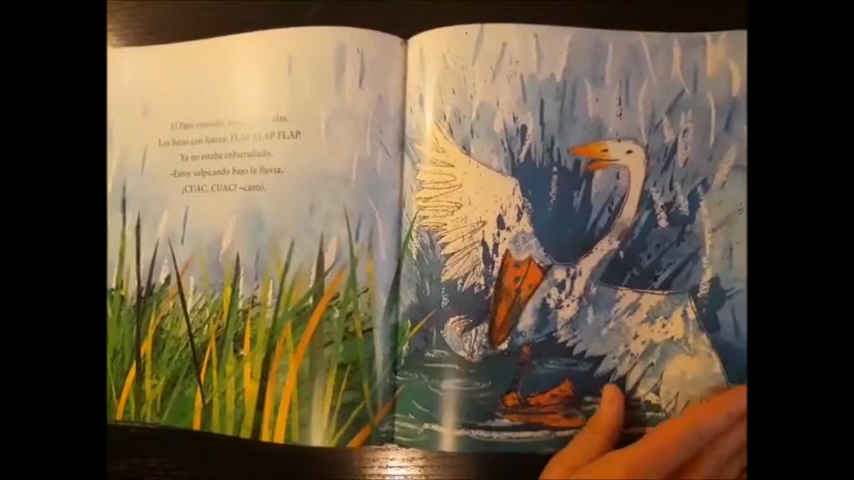 El Pato extendió
Las batió con fuerza: FLAP, FLAP, FLAP.
Ya no estaba enfurruñado.
–Estoy salpicando bajo la lluvia.
¡CUAC, CUAC! –cantó.